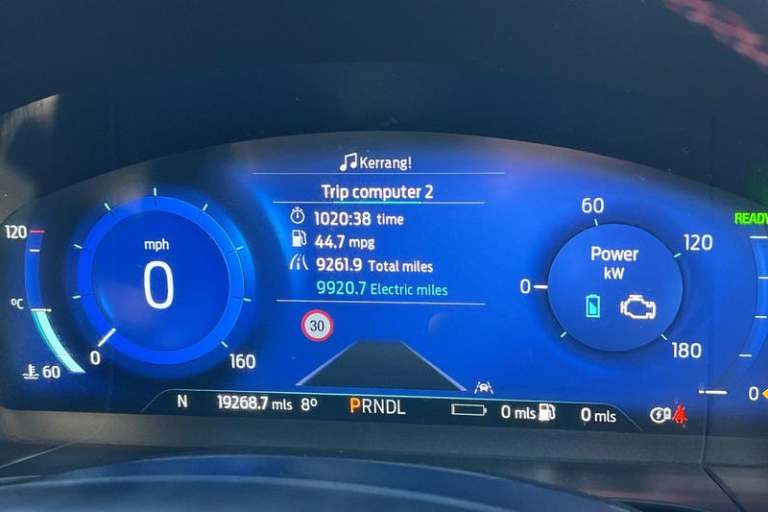 Kerrang!
Trip computer 2
1020:38 time
44.7 mpg
9261.9 Total miles
9920.7 Electric miles
120
°C
60
mph
0
0
160
30
0
60
120
180
Power
kW
READY
0
N 19268.7 mls 8° PRNDL 0 mls 0 mls